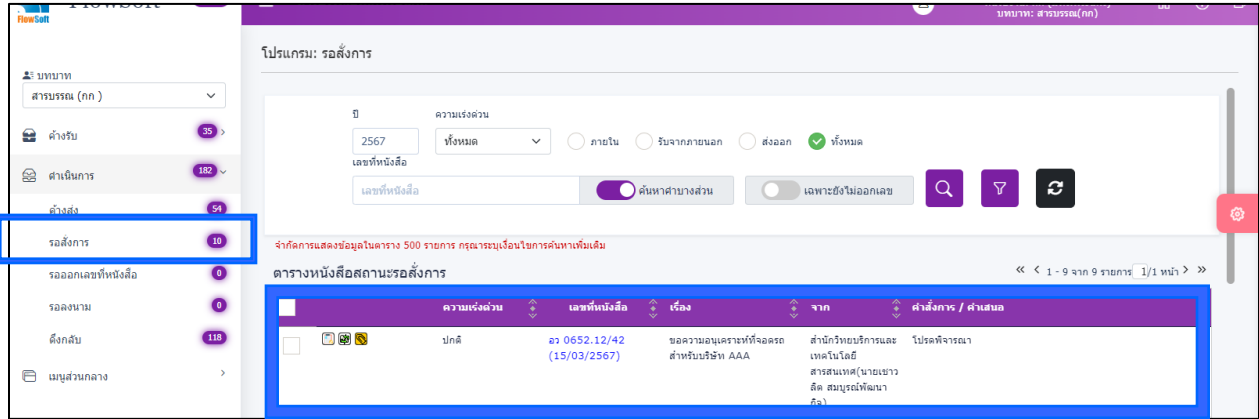 FlowSoft
FlowSoft
บทบาท: สารบรรณ(กก)
บทบาท
สารบรรณ (กก )
ค้างรับ 35
ดำเนินการ 182
ค้างส่ง 54
รอสั่งการ 10
รอออกเลขที่หนังสือ 0
รอลงนาม 0
ดึงกลับ 118
เมนูส่วนกลาง
โปรแกรม: รอสั่งการ
ปี ความเร่งด่วน
2567 ทั้งหมด ภายใน รับจากภายนอก ส่งออก ทั้งหมด
เลขที่หนังสือ
เลขที่หนังสือ ค้นหาคำบางส่วน เฉพาะยังไม่ออกเลข
จำกัดการแสดงข้อมูลในตาราง 500 รายการ กรุณาระบุเงื่อนไขการค้นหาเพิ่มเติม
ตารางหนังสือสถานะรอสั่งการ
« < 1 - 9 จาก 9 รายการ 1/1 หน้า > »
ความเร่งด่วน เลขที่หนังสือ เรื่อง จาก คำสั่งการ / คำเสนอ
ปกติ อว 0652.12/42 ขอความอนุเคราะห์ที่จอดรถ สำนักวิทยบริการและ โปรดพิจารณา
(15/03/2567) สำหรับบริษัท AAA เทคโนโลยี
สารสนเทศ(นายเชาว
ลิต สมบูรณ์พัฒนา
กิจ)